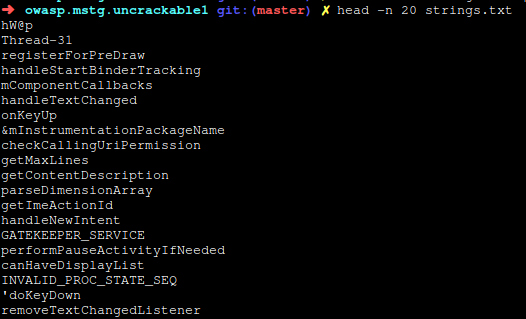 ➜ owasp.mstg.uncrackable1 git:(master) ✗ head -n 20 strings.txt
hW@p
Thread-31
registerForPreDraw
handleStartBinderTracking
mComponentCallbacks
handleTextChanged
onKeyUp
&mInstrumentationPackageName
checkCallingUriPermission
getMaxLines
getContentDescription
parseDimensionArray
getImeActionId
handleNewIntent
GATEKEEPER_SERVICE
performPauseActivityIfNeeded
canHaveDisplayList
INVALID_PROC_STATE_SEQ
'doKeyDown
removeTextChangedListener